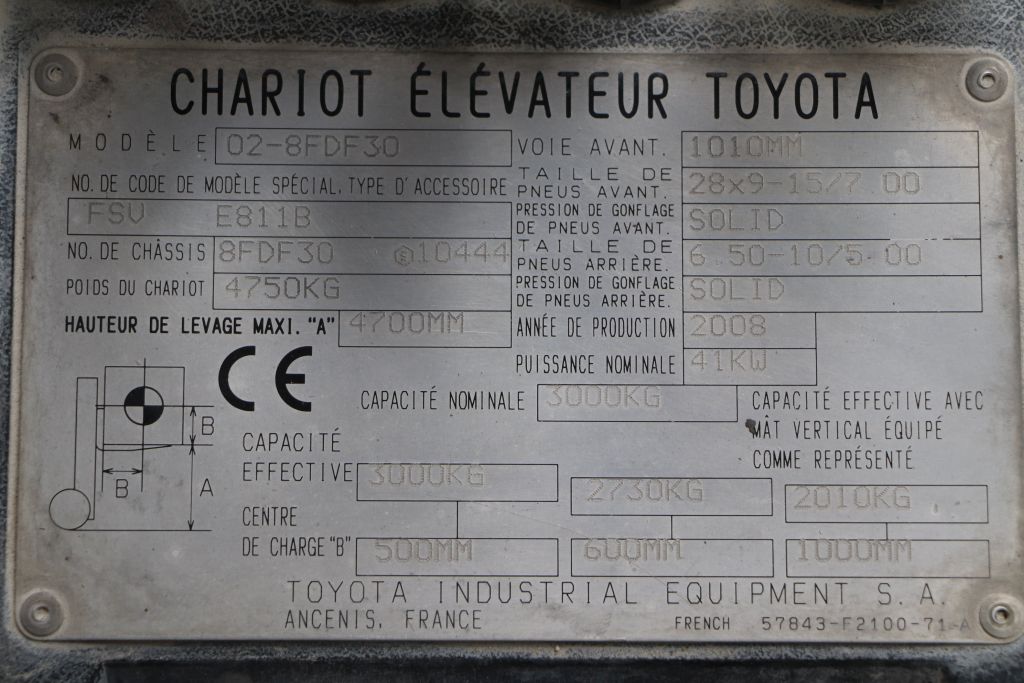 CHARIOT ÉLÉVATEUR TOYOTA
MODÈLE 02-8FDF30
NO. DE CODE DE MODÈLE SPÉCIAL, TYPE D'ACCESSOIRE
FSV E811B
NO. DE CHÂSSIS 8FDF30 Ⓔ10444
POIDS DU CHARIOT 4750KG
HAUTEUR DE LEVAGE MAXI. "A" 4700MM
VOIE AVANT. 1010MM
TAILLE DE
PNEUS AVANT. 28x9-15/7.00
PRESSION DE GONFLAGE
DE PNEUS AVANT. SOLID
TAILLE DE
PNEUS ARRIÈRE. 6.50-10/5.00
PRESSION DE GONFLAGE
DE PNEUS ARRIÈRE. SOLID
ANNÉE DE PRODUCTION 2008
PUISSANCE NOMINALE 41KW
CE
B
B
A
CAPACITÉ NOMINALE 3000KG
CAPACITÉ EFFECTIVE AVEC
MÂT VERTICAL ÉQUIPÉ
COMME REPRÉSENTÉ
CAPACITÉ
EFFECTIVE 3000KG 2730KG 2010KG
CENTRE
DE CHARGE "B" 500MM 600MM 1000MM
TOYOTA INDUSTRIAL EQUIPMENT S.A.
ANCENIS, FRANCE
FRENCH 57843-F2100-71-A